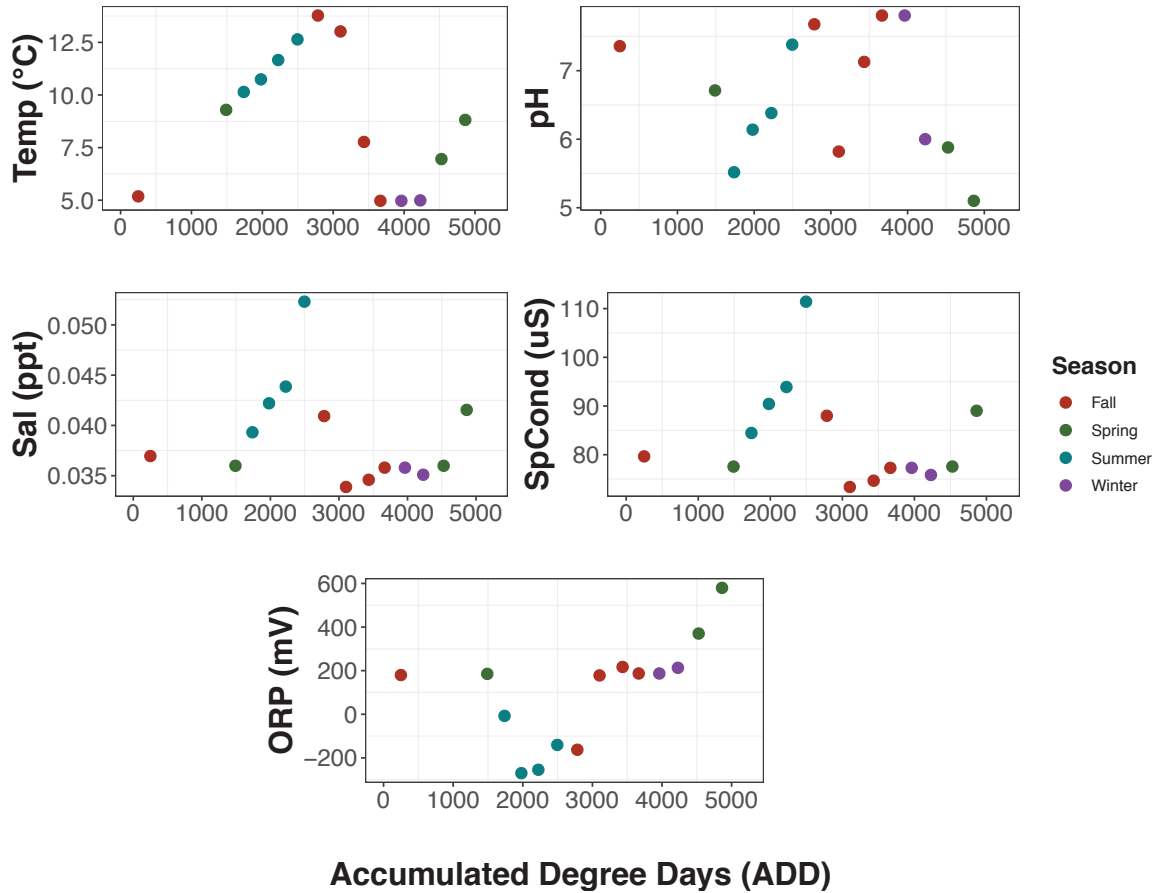 Temp (°C)
12.5
10.0
7.5
5.0
0 1000 2000 3000 4000 5000
pH
7
6
5
0 1000 2000 3000 4000 5000
Sal (ppt)
0.050
0.045
0.040
0.035
0 1000 2000 3000 4000 5000
SpCond (uS)
110
100
90
80
0 1000 2000 3000 4000 5000
Season
Fall
Spring
Summer
Winter
ORP (mV)
600
400
200
0
−200
0 1000 2000 3000 4000 5000
Accumulated Degree Days (ADD)